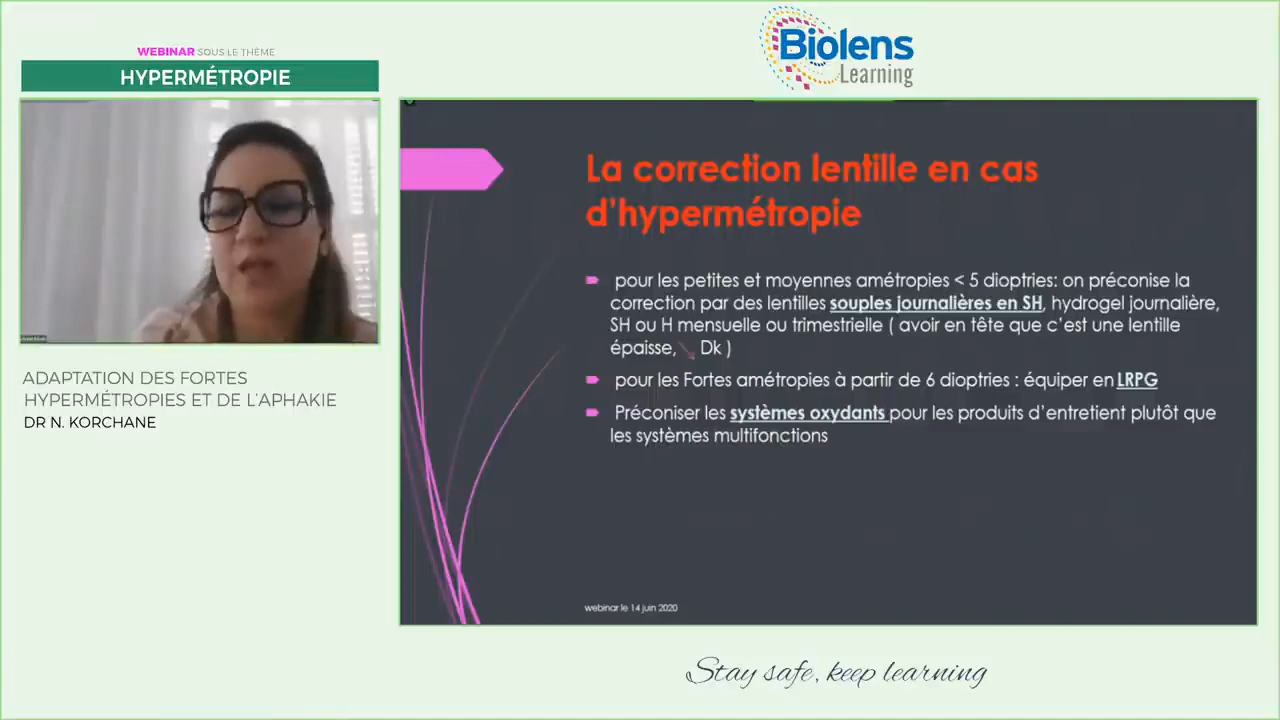 WEBINAR SOUS LE THÈME
HYPERMÉTROPIE
Biolens
Learning
ADAPTATION DES FORTES
HYPERMÉTROPIES ET DE L'APHAKIE
DR N. KORCHANE
La correction lentille en cas
d'hypermétropie
pour les petites et moyennes amétropies < 5 dioptries: on préconise la
correction par des lentilles souples journalières en SH, hydrogel journalière,
SH ou H mensuelle ou trimestrielle ( avoir en tête que c'est une lentille
épaisse, ↘ Dk )
pour les Fortes amétropies à partir de 6 dioptries : équiper en LRPG
Préconiser les systèmes oxydants pour les produits d'entretient plutôt que
les systèmes multifonctions
webinar le 14 juin 2020
Stay safe, keep learning